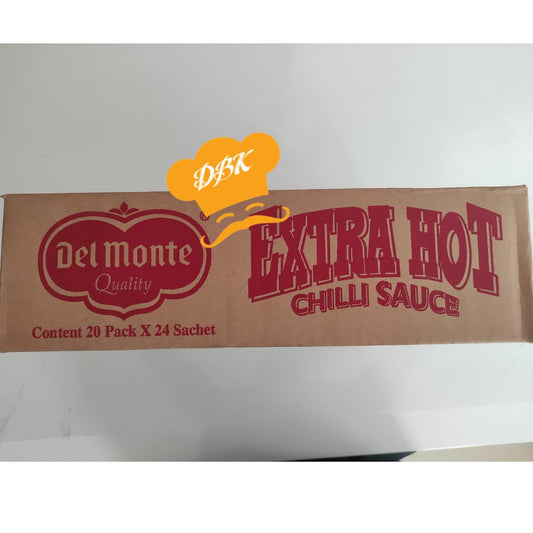 DBK
Del Monte
Quality
Content 20 Pack X 24 Sachet
EXTRA HOT
CHILLI SAUCE